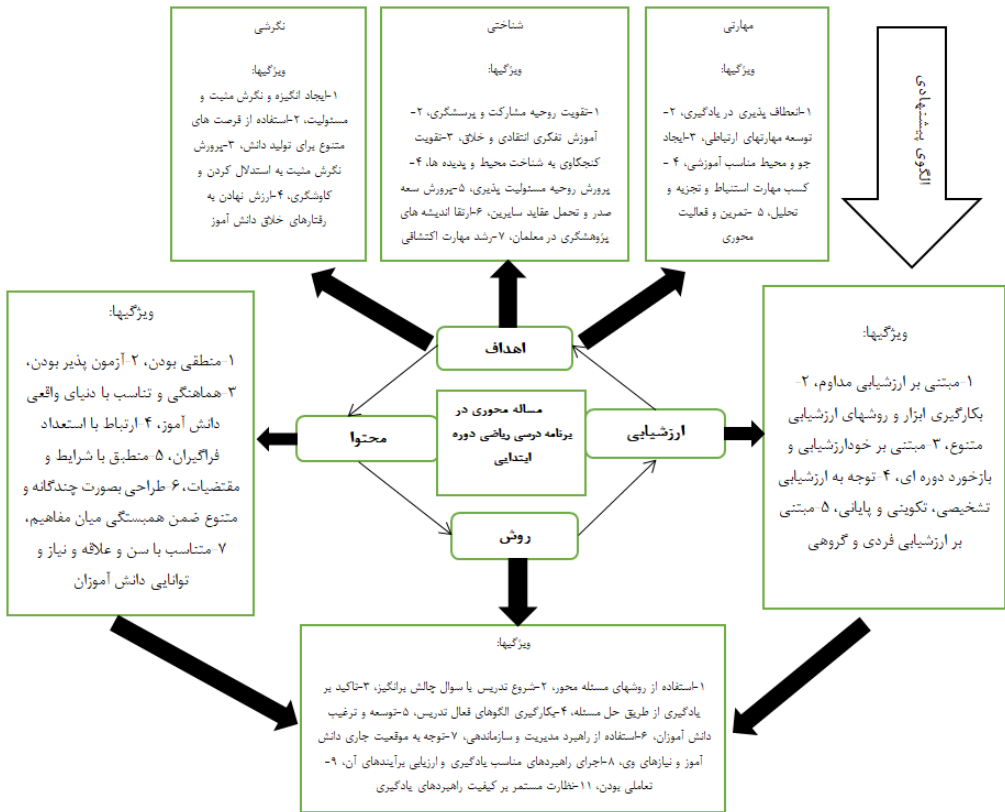 الگوی پیشنهادی
مهارتی
ویژگیها:
۱-انعطاف پذیری در یادگیری، ۲-
توسعه مهارتهای ارتباطی، ۳-ایجاد
جو و محیط مناسب آموزشی، ۴-
کسب مهارت استنباط و تجزیه و
تحلیل، ۵ -تمرین و فعالیت
محوری
شناختی
ویژگیها:
۱-تقویت روحیه مشارکت و پرسشگری، ۲-
آموزش تفکری انتقادی و خلاق، ۳-تقویت
کنجکاوی به شناخت محیط و پدیده ها، ۴-
پرورش روحیه مسئولیت پذیری، ۵-پرورش سعه
صدر و تحمل عقاید سایرین، ۶-ارتقا اندیشه های
پژوهشگری در معلمان، ۷-رشد مهارت اکتشافی
نگرشی
ویژگیها:
۱-ایجاد انگیزه و نگرش مثبت و
مسئولیت، ۲-استفاده از فرصت های
متنوع برای تولید دانش، ۳-پرورش
نگرش مثبت به استدلال کردن و
کاوشگری، ۴-ارزش نهادن به
رفتارهای خلاق دانش آموز
ویژگیها:
۱-مبتنی بر ارزشیابی مداوم، ۲-
بکارگیری ابزار و روشهای ارزشیابی
متنوع، ۳-مبتنی بر خودارزشیابی و
بازخورد دوره ای، ۴-توجه به ارزشیابی
تشخیصی، تکوینی و پایانی، ۵-مبتنی
بر ارزشیابی فردی و گروهی
اهداف
ارزشیابی
مساله محوری در
برنامه درسی ریاضی دوره
ابتدایی
محتوا
روش
ویژگیها:
۱-منطقی بودن، ۲-آزمون پذیر بودن،
۳-هماهنگی و تناسب با دنیای واقعی
دانش آموز، ۴-ارتباط با استعداد
فراگیران، ۵-منطبق با شرایط و
مقتضیات، ۶-طراحی بصورت چندگانه و
متنوع ضمن همبستگی میان مفاهیم،
۷-متناسب با سن و علاقه و نیاز و
توانایی دانش آموزان
ویژگیها:
۱-استفاده از روشهای مسئله محور، ۲-شروع تدریس با سوال چالش برانگیز، ۳-تاکید بر
یادگیری از طریق حل مسئله، ۴-بکارگیری الگوهای فعال تدریس، ۵-توسعه و ترغیب
دانش آموزان، ۶-استفاده از راهبرد مدیریت و سازماندهی، ۷-توجه به موقعیت جاری دانش
آموز و نیازهای وی، ۸-اجرای راهبردهای مناسب یادگیری و ارزیابی برآیندهای آن، ۹-
تعاملی بودن، ۱۱-نظارت مستمر بر کیفیت راهبردهای یادگیری